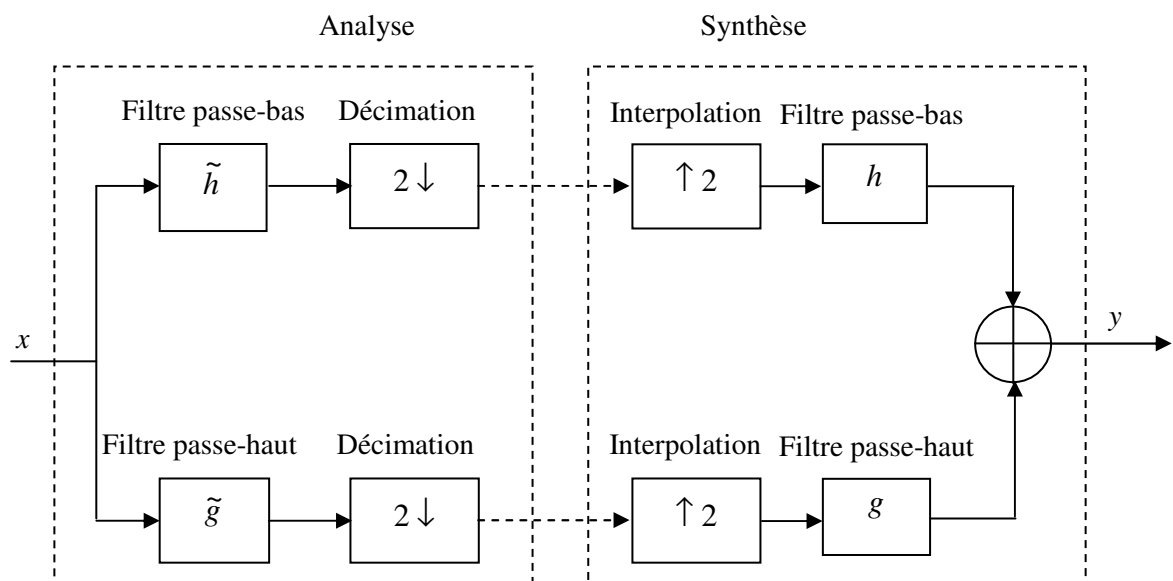 Analyse Synthèse
Filtre passe-bas Décimation Interpolation Filtre passe-bas
h̃ 2 ↓ ↑ 2 h
x y
Filtre passe-haut Décimation Interpolation Filtre passe-haut
g̃ 2 ↓ ↑ 2 g